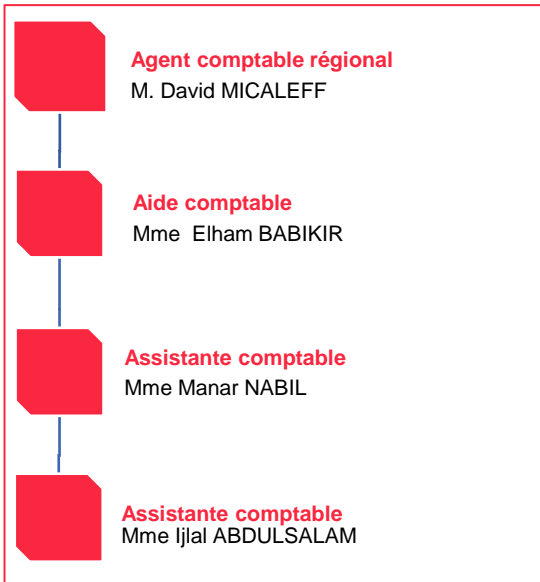 Agent comptable régional
M. David MICALEFF
Aide comptable
Mme Elham BABIKIR
Assistante comptable
Mme Manar NABIL
Assistante comptable
Mme Ijlal ABDULSALAM